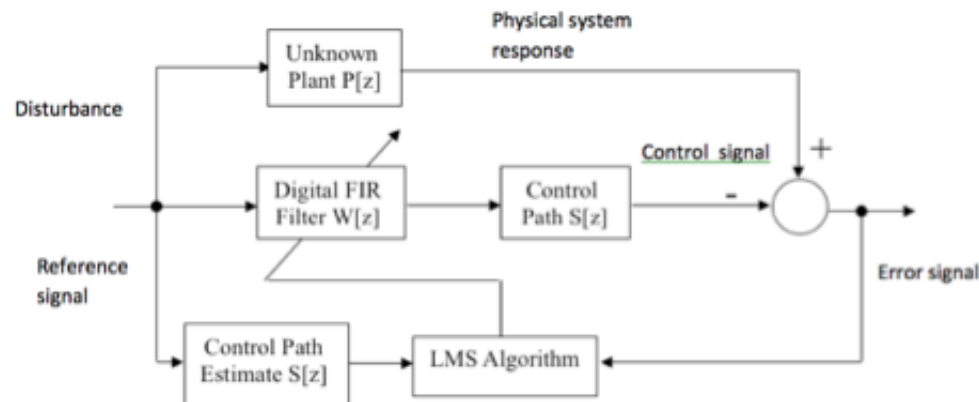 Physical system
response
Unknown
Plant P[z]
Disturbance
Control signal
+
Digital FIR
Filter W[z]
Control
Path S[z]
-
Reference
signal
Error signal
Control Path
Estimate S[z]
LMS Algorithm